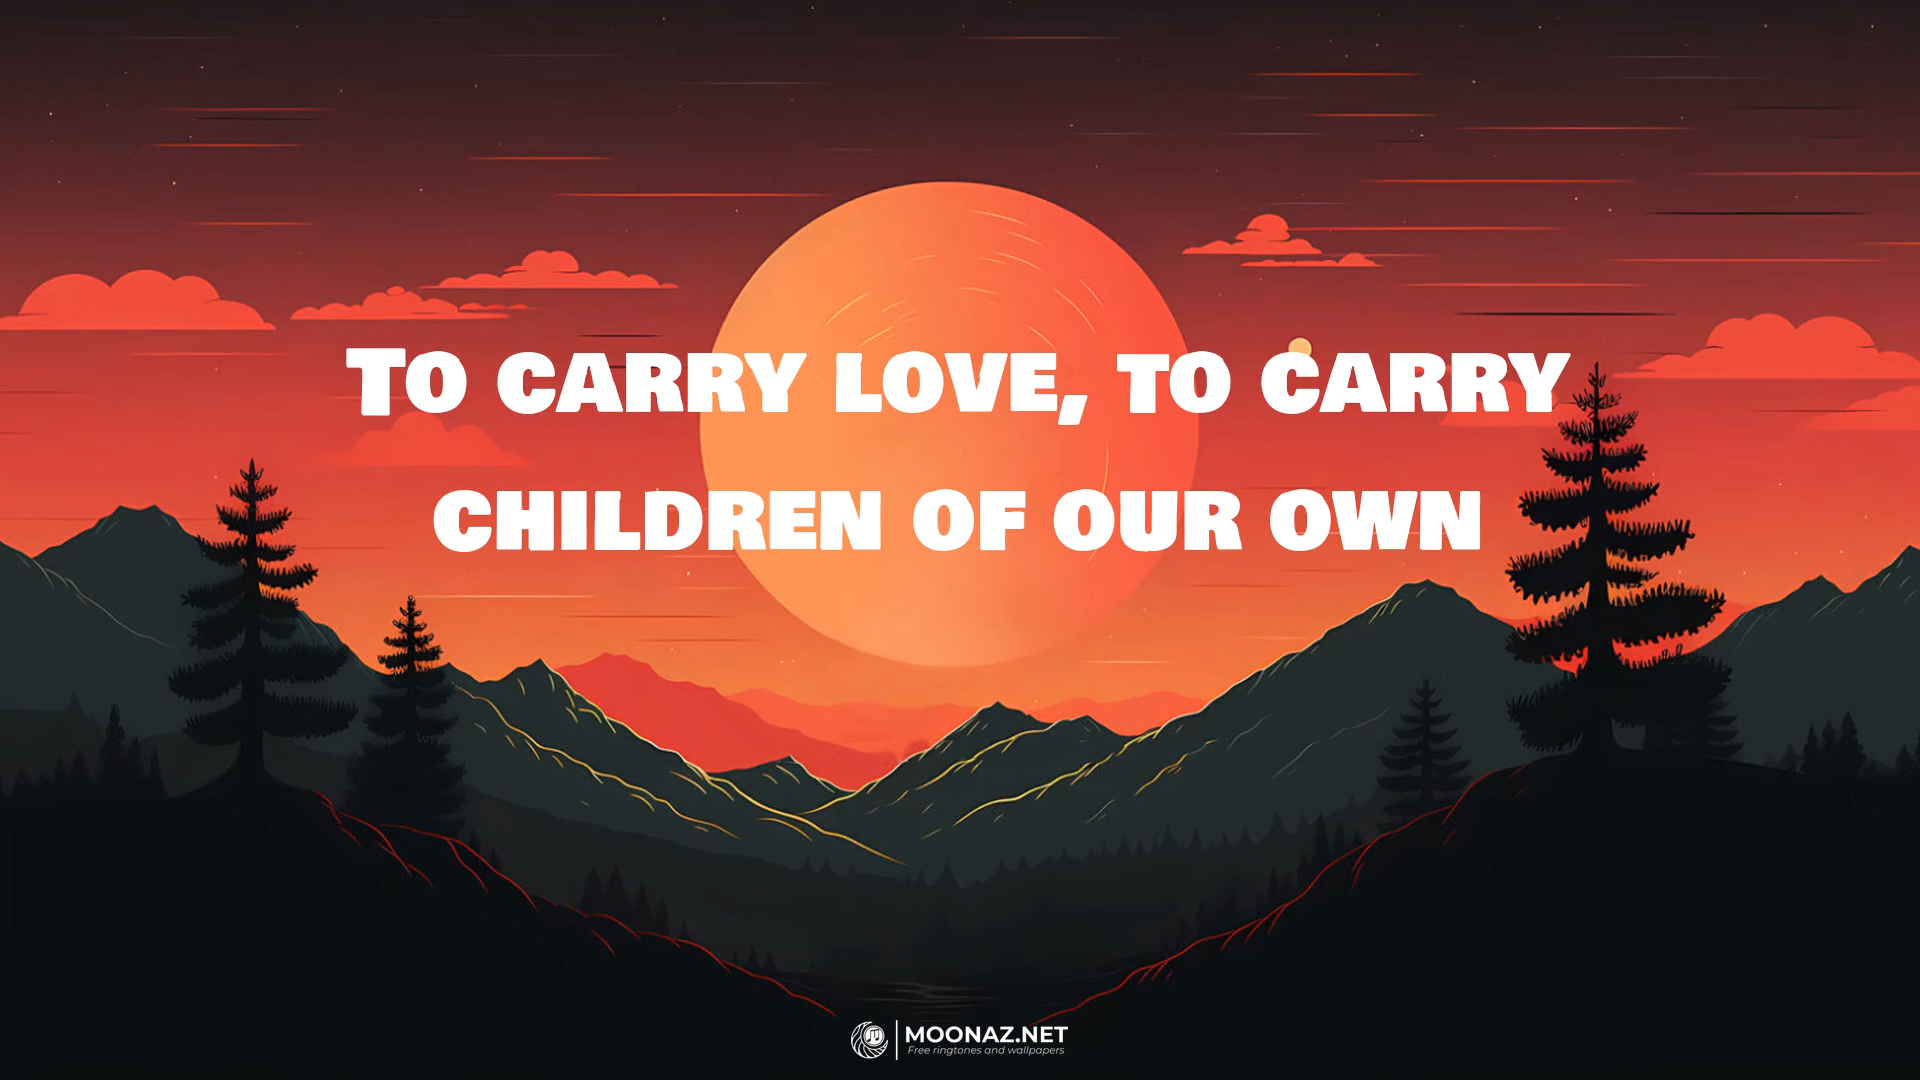 To carry love, to carry
children of our own
MOONAZ.NET
Free ringtones and wallpapers